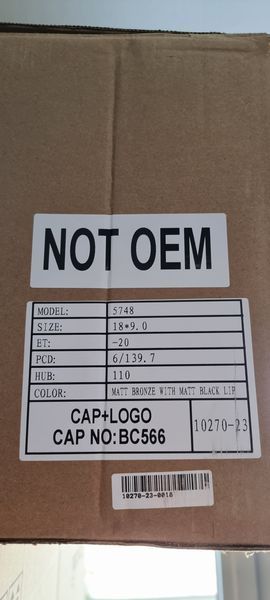 NOT OEM
MODEL: 5748
SIZE: 18*9.0
ET: -20
PCD: 6/139.7
HUB: 110
COLOR: MATT BRONZE WITH MATT BLACK LIP
CAP+LOGO
CAP NO:BC566
10270-23
10270-23-0018